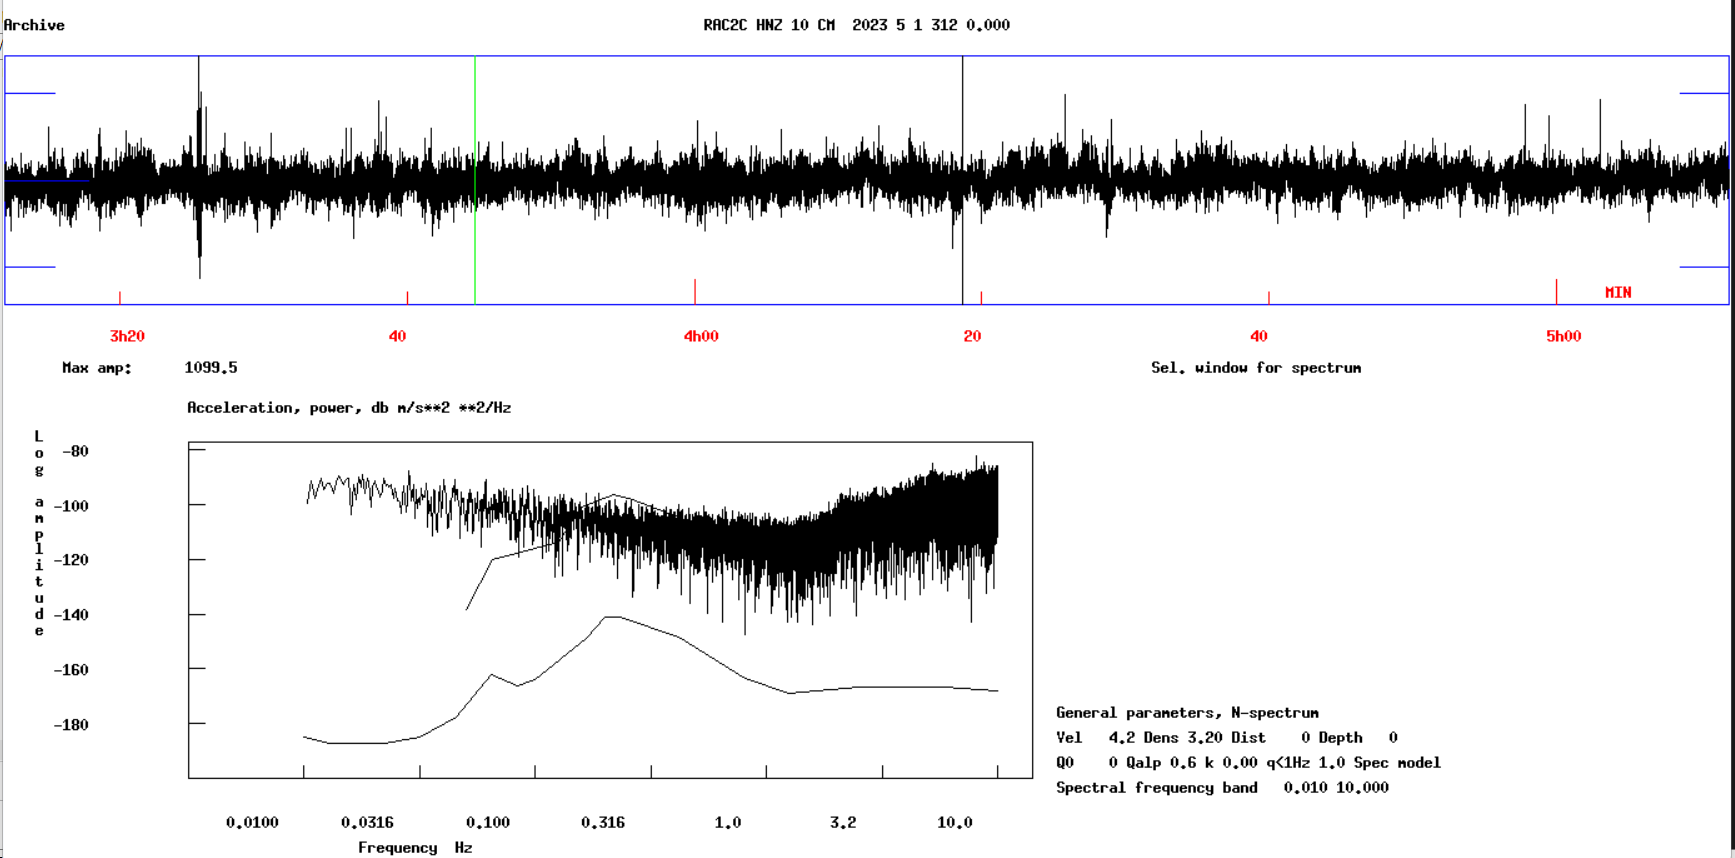 Archive
RAC2C HNZ 10 CM 2023 5 1 312 0.000
MIN
3h20 40 4h00 20 40 5h00
Max amp: 1099.5 Sel. window for spectrum
Acceleration, power, db m/s**2 **2/Hz
Log amplitude
-80
-100
-120
-140
-160
-180
General parameters, N-spectrum
Vel 4.2 Dens 3.20 Dist 0 Depth 0
Q0 0 Qalp 0.6 k 0.00 q<1Hz 1.0 Spec model
Spectral frequency band 0.010 10.000
0.0100 0.0316 0.100 0.316 1.0 3.2 10.0
Frequency Hz